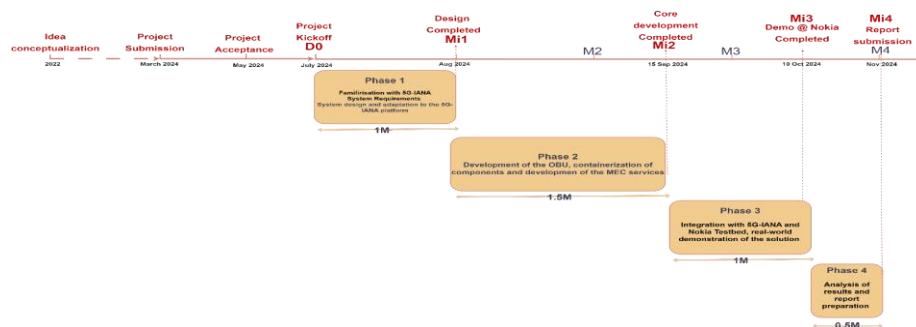 Idea
conceptualization
2022
Project
Submission
March 2024
Project
Acceptance
May 2024
Project
Kickoff
D0
July 2024
Design
Completed
Mi1
Aug 2024
M2
Core
development
Completed
Mi2
15 Sep 2024
M3
Mi3
Demo @ Nokia
Completed
10 Oct 2024
Mi4
Report
submission
M4
Nov 2024
Phase 1
Familirisation with 5G-IANA
System Requirements
System design and adaptation to the 5G-
IANA platform
1M
Phase 2
Development of the OBU, containerization of
components and developmen of the MEC services
1.5M
Phase 3
Integration with 5G-IANA and
Nokia Testbed, real-world
demonstration of the solution
1M
Phase 4
Analysis of
results and
report
preparation
0.5M